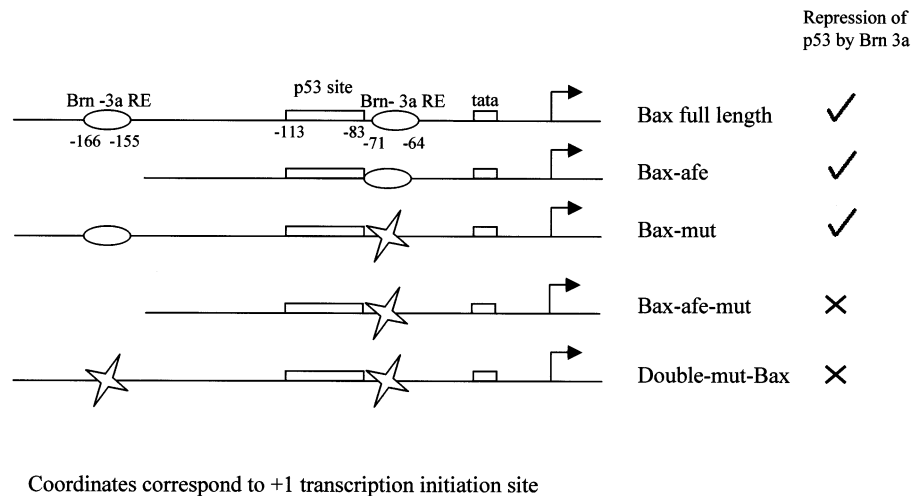 Repression of
p53 by Brn 3a
Brn -3a RE
p53 site
Brn- 3a RE
tata
Bax full length
-166 -155
-113
-83
-71
-64
Bax-afe
Bax-mut
Bax-afe-mut
Double-mut-Bax
Coordinates correspond to +1 transcription initiation site